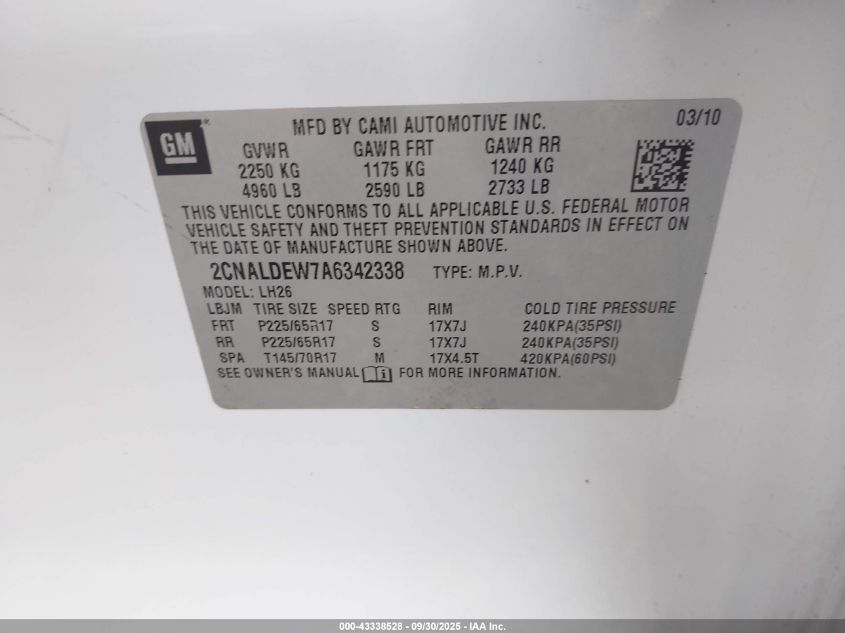 GM
MFD BY CAMI AUTOMOTIVE INC. 03/10
GVWR GAWR FRT GAWR RR
2250 KG 1175 KG 1240 KG
4960 LB 2590 LB 2733 LB
THIS VEHICLE CONFORMS TO ALL APPLICABLE U.S. FEDERAL MOTOR
VEHICLE SAFETY AND THEFT PREVENTION STANDARDS IN EFFECT ON
THE DATE OF MANUFACTURE SHOWN ABOVE.
2CNALDEW7A6342338 TYPE: M.P.V.
MODEL: LH26
LBJM TIRE SIZE SPEED RTG RIM COLD TIRE PRESSURE
FRT P225/65R17 S 17X7J 240KPA(35PSI)
RR P225/65R17 S 17X7J 240KPA(35PSI)
SPA T145/70R17 M 17X4.5T 420KPA(60PSI)
SEE OWNER'S MANUAL FOR MORE INFORMATION.
000-43338528 - 09/30/2025 - IAA Inc.